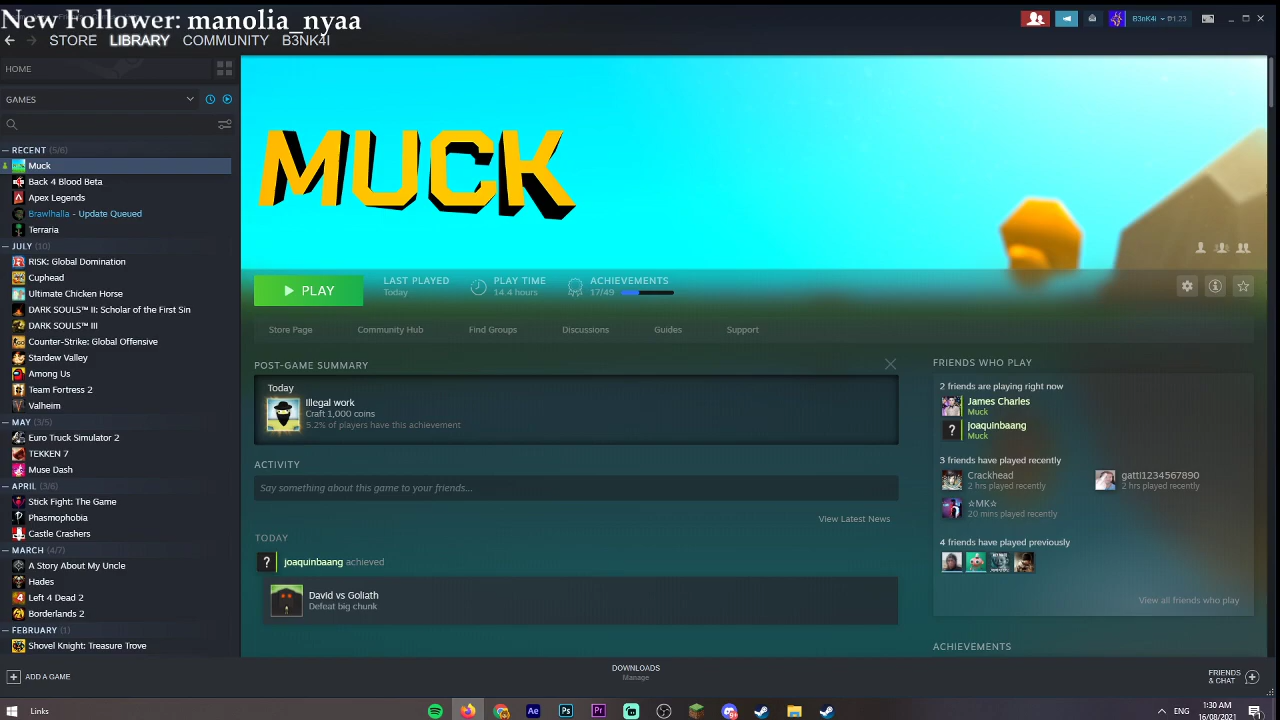 New Follower: manolia_nyaa
STORE LIBRARY COMMUNITY B3NK4I
B3nK4i
HOME
GAMES
RECENT (5/6)
Muck
Back 4 Blood Beta
Apex Legends
Brawlhalla - Update Queued
Terraria
JULY (10)
RISK: Global Domination
Cuphead
Ultimate Chicken Horse
DARK SOULS™ II: Scholar of the First Sin
DARK SOULS™ III
Counter-Strike: Global Offensive
Stardew Valley
Among Us
Team Fortress 2
Valheim
MAY (3/5)
Euro Truck Simulator 2
TEKKEN 7
Muse Dash
APRIL (3/6)
Stick Fight: The Game
Phasmophobia
Castle Crashers
MARCH (4/7)
A Story About My Uncle
Hades
Left 4 Dead 2
Borderlands 2
FEBRUARY (1)
Shovel Knight: Treasure Trove
MUCK
PLAY
LAST PLAYED
Today
PLAY TIME
14.4 hours
ACHIEVEMENTS
17/49
Store Page Community Hub Find Groups Discussions Guides Support
POST-GAME SUMMARY
Today
Illegal work
Craft 1,000 coins
5.2% of players have this achievement
ACTIVITY
Say something about this game to your friends...
View Latest News
TODAY
joaquinbaang achieved
David vs Goliath
Defeat big chunk
FRIENDS WHO PLAY
2 friends are playing right now
James Charles
Muck
joaquinbaang
Muck
3 friends have played recently
Crackhead
2 hrs played recently
gatti1234567890
2 hrs played recently
☆MK☆
20 mins played recently
4 friends have played previously
View all friends who play
ACHIEVEMENTS
ADD A GAME
DOWNLOADS
Manage
FRIENDS
& CHAT
Links
ENG
1:30 AM
16/08/2021